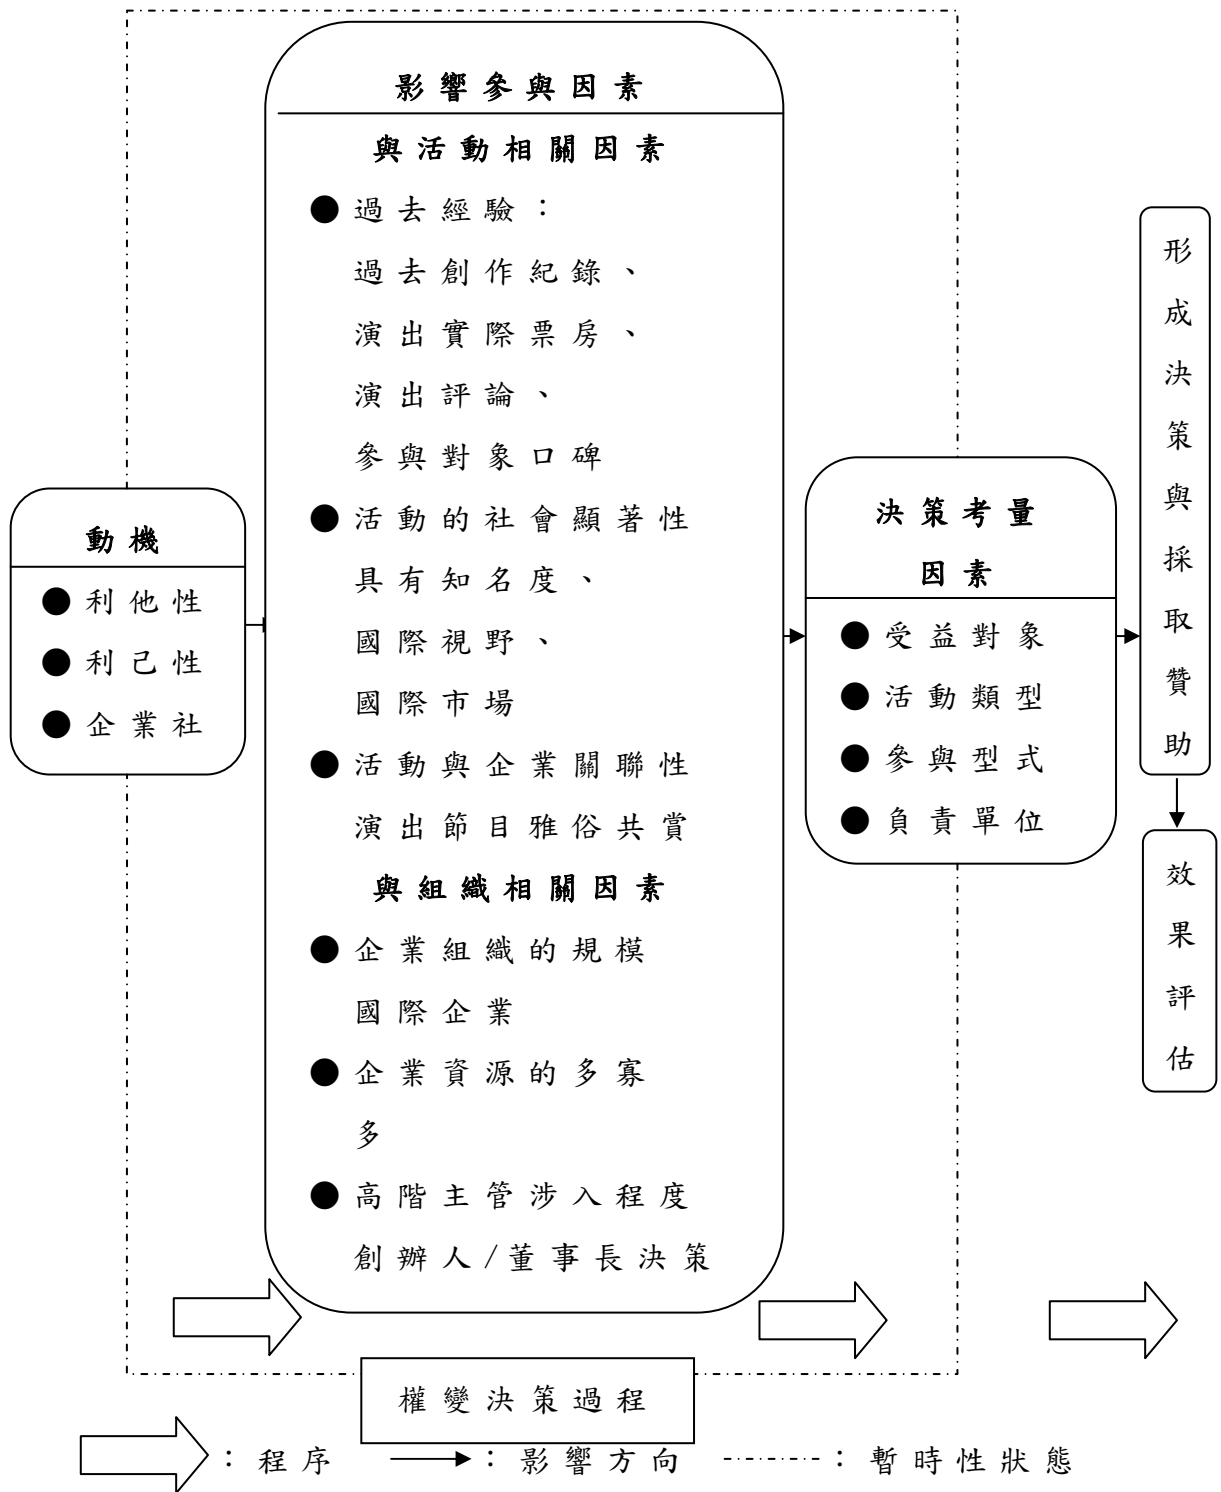 影響參與因素
與活動相關因素
● 過去經驗：
過去創作紀錄、
演出實際票房、
演出評論、
參與對象口碑
● 活動的社會顯著性
具有知名度、
國際視野、
國際市場
● 活動與企業關聯性
演出節目雅俗共賞
與組織相關因素
● 企業組織的規模
國際企業
● 企業資源的多寡
多
● 高階主管涉入程度
創辦人/董事長決策
動機
● 利他性
● 利己性
● 企業社
決策考量
因素
● 受益對象
● 活動類型
● 參與型式
● 負責單位
形成決策與採取贊助
效果評估
權變決策過程
：程序
：影響方向
：暫時性狀態